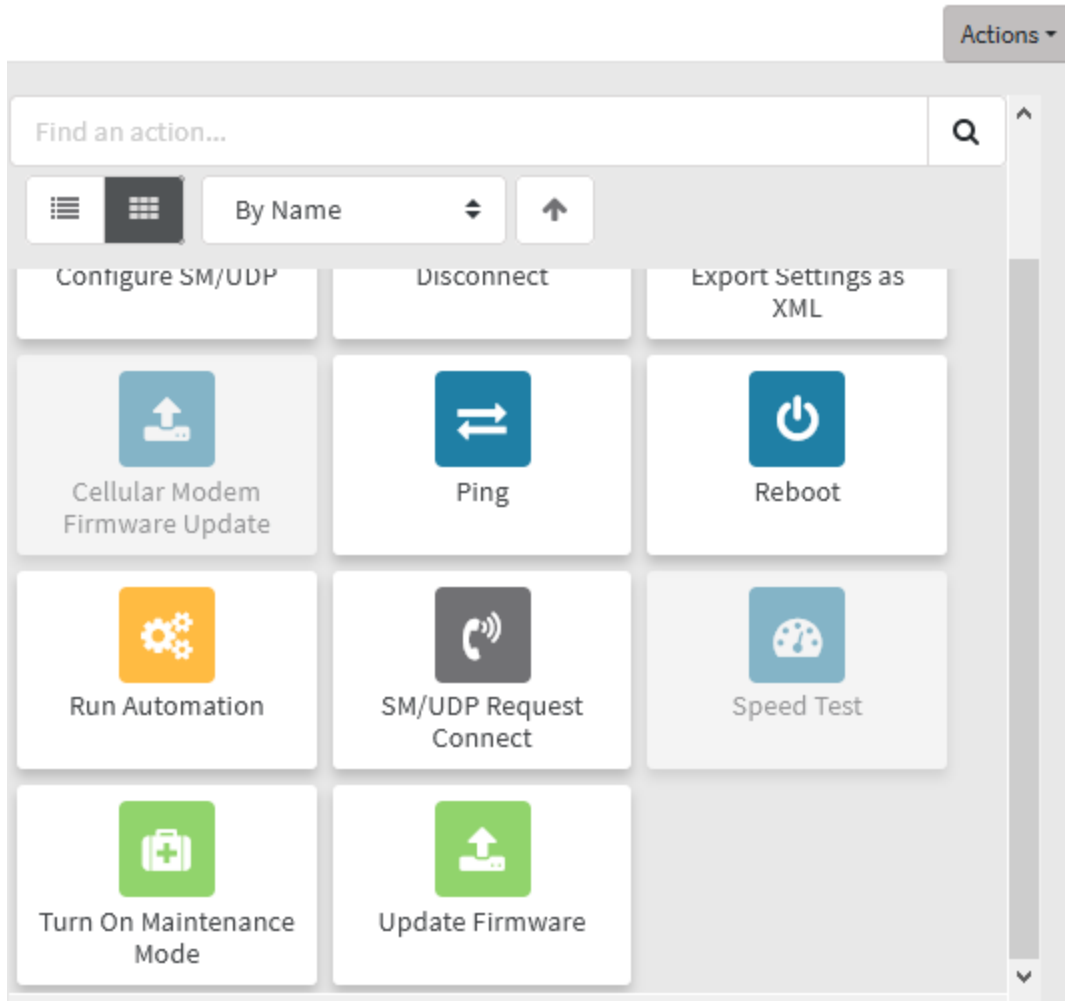 Actions
Find an action...
By Name
Configure SM/UDP
Disconnect
Export Settings as
XML
Cellular Modem
Firmware Update
Ping
Reboot
Run Automation
SM/UDP Request
Connect
Speed Test
Turn On Maintenance
Mode
Update Firmware